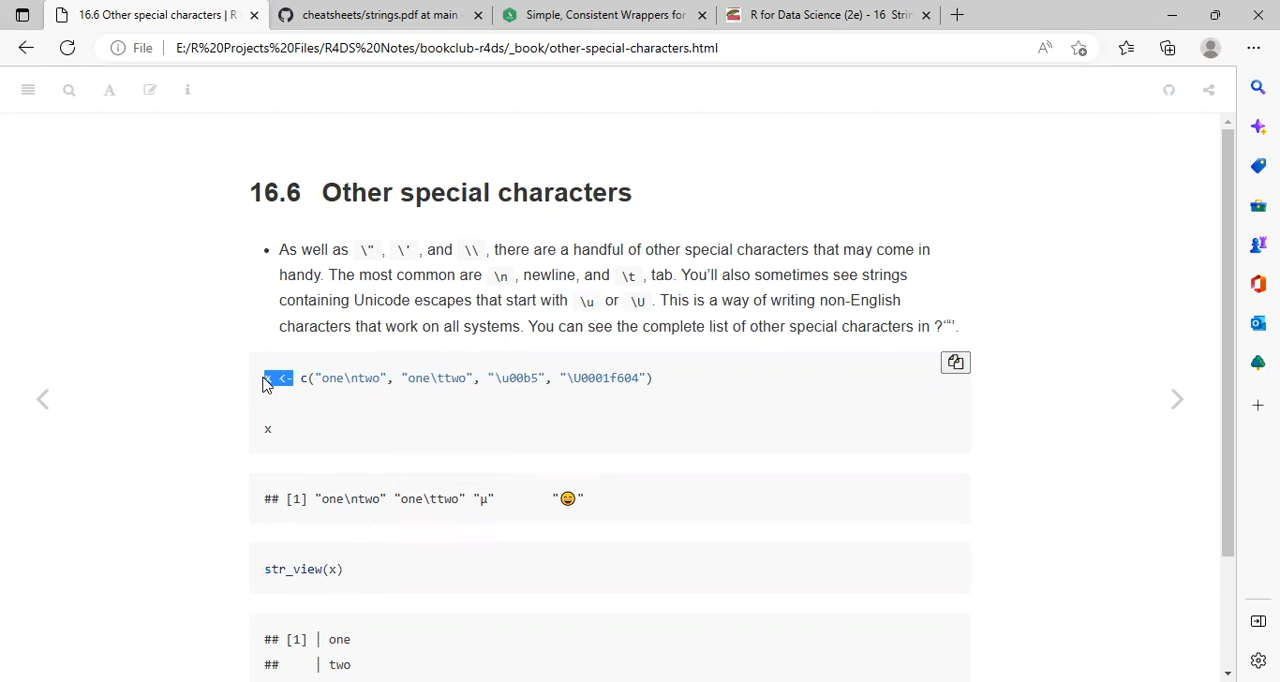 16.6 Other special characters | R
cheatsheets/strings.pdf at main
Simple, Consistent Wrappers for
R for Data Science (2e) - 16 Strin
File
E:/R%20Projects%20Files/R4DS%20Notes/bookclub-r4ds/_book/other-special-characters.html
16.6 Other special characters
• As well as \", \', and \\, there are a handful of other special characters that may come in
handy. The most common are \n, newline, and \t, tab. You'll also sometimes see strings
containing Unicode escapes that start with \u or \U. This is a way of writing non-English
characters that work on all systems. You can see the complete list of other special characters in ?'"'.
x <- c("one\ntwo", "one\ttwo", "\u00b5", "\U0001f604")
x
## [1] "one\ntwo" "one\ttwo" "µ" "😄"
str_view(x)
## [1] │ one
## │ two